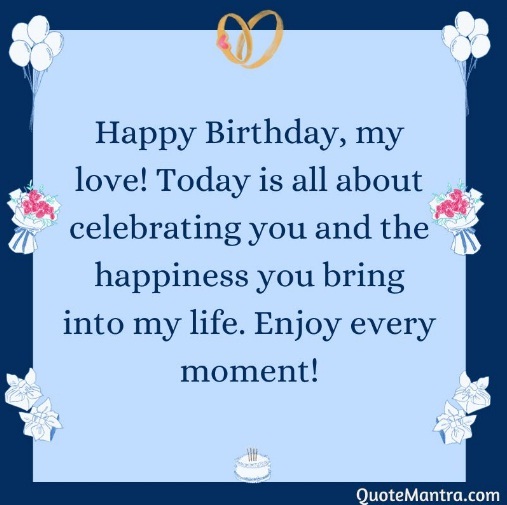 Happy Birthday, my
love! Today is all about
celebrating you and the
happiness you bring
into my life. Enjoy every
moment!
QuoteMantra.com